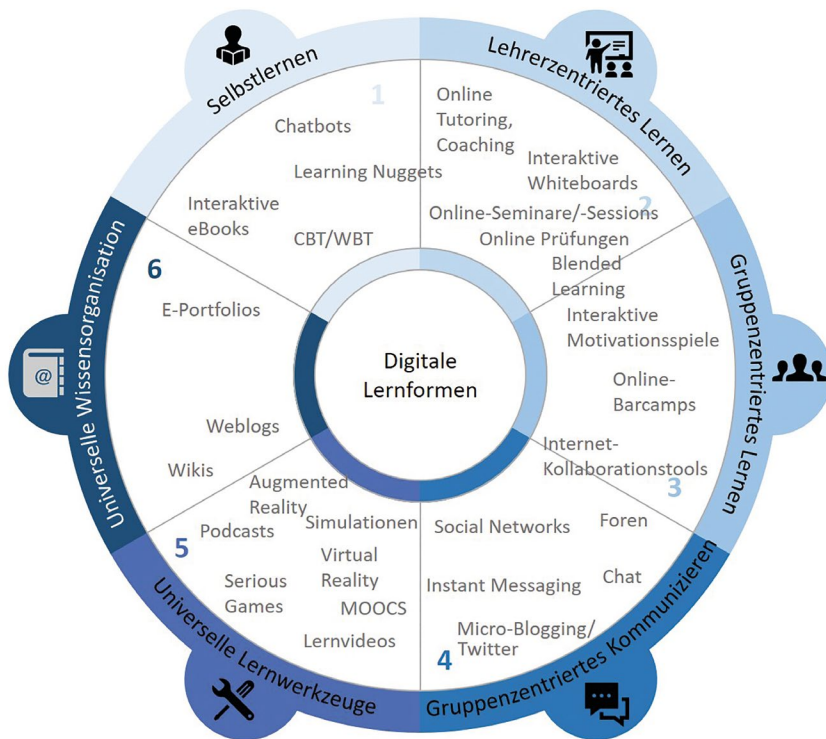 Digitale
Lernformen
Selbstlernen
1
Chatbots
Learning Nuggets
Interaktive
eBooks
CBT/WBT
Lehrerzentriertes Lernen
Online
Tutoring,
Coaching
Interaktive
Whiteboards
2
Online-Seminare/-Sessions
Online Prüfungen
Blended
Learning
Gruppenzentriertes Lernen
Interaktive
Motivationsspiele
Online-
Barcamps
Internet-
Kollaborationstools
3
Gruppenzentriertes Kommunizieren
Social Networks
Foren
Instant Messaging
Chat
Micro-Blogging/
Twitter
4
Universelle Lernwerkzeuge
5
Augmented
Reality
Podcasts
Simulationen
Virtual
Reality
Serious
Games
MOOCS
Lernvideos
Universelle Wissensorganisation
6
E-Portfolios
Weblogs
Wikis
@